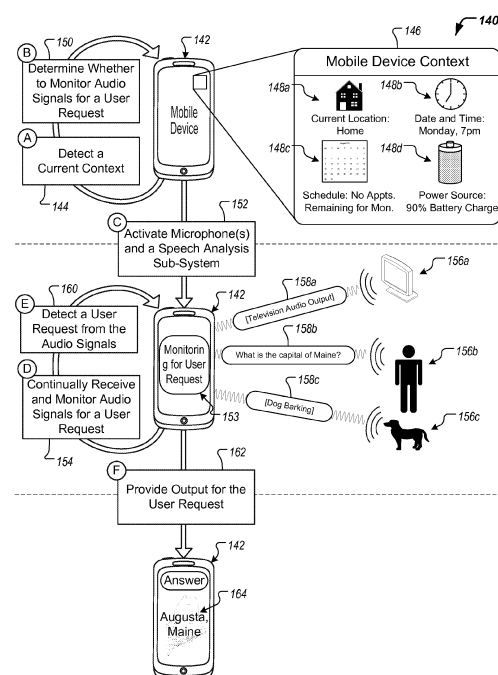 140
B
150
142
146
Determine Whether
to Monitor Audio
Signals for a User
Request
Mobile
Device
Mobile Device Context
148a
148b
Current Location:
Home
Date and Time:
Monday, 7pm
A
Detect a
Current Context
144
148c
148d
Schedule: No Appts.
Remaining for Mon.
Power Source:
90% Battery Charge
C
152
Activate Microphone(s)
and a Speech Analysis
Sub-System
E
160
142
Detect a User
Request from the
Audio Signals
D
Continually Receive
and Monitor Audio
Signals for a User
Request
154
Monitorin
g for User
Request
153
158a
[Television Audio Output]
156a
158b
What is the capital of Maine?
156b
158c
[Dog Barking]
156c
F
162
Provide Output for the
User Request
142
Answer
164
Augusta,
Maine